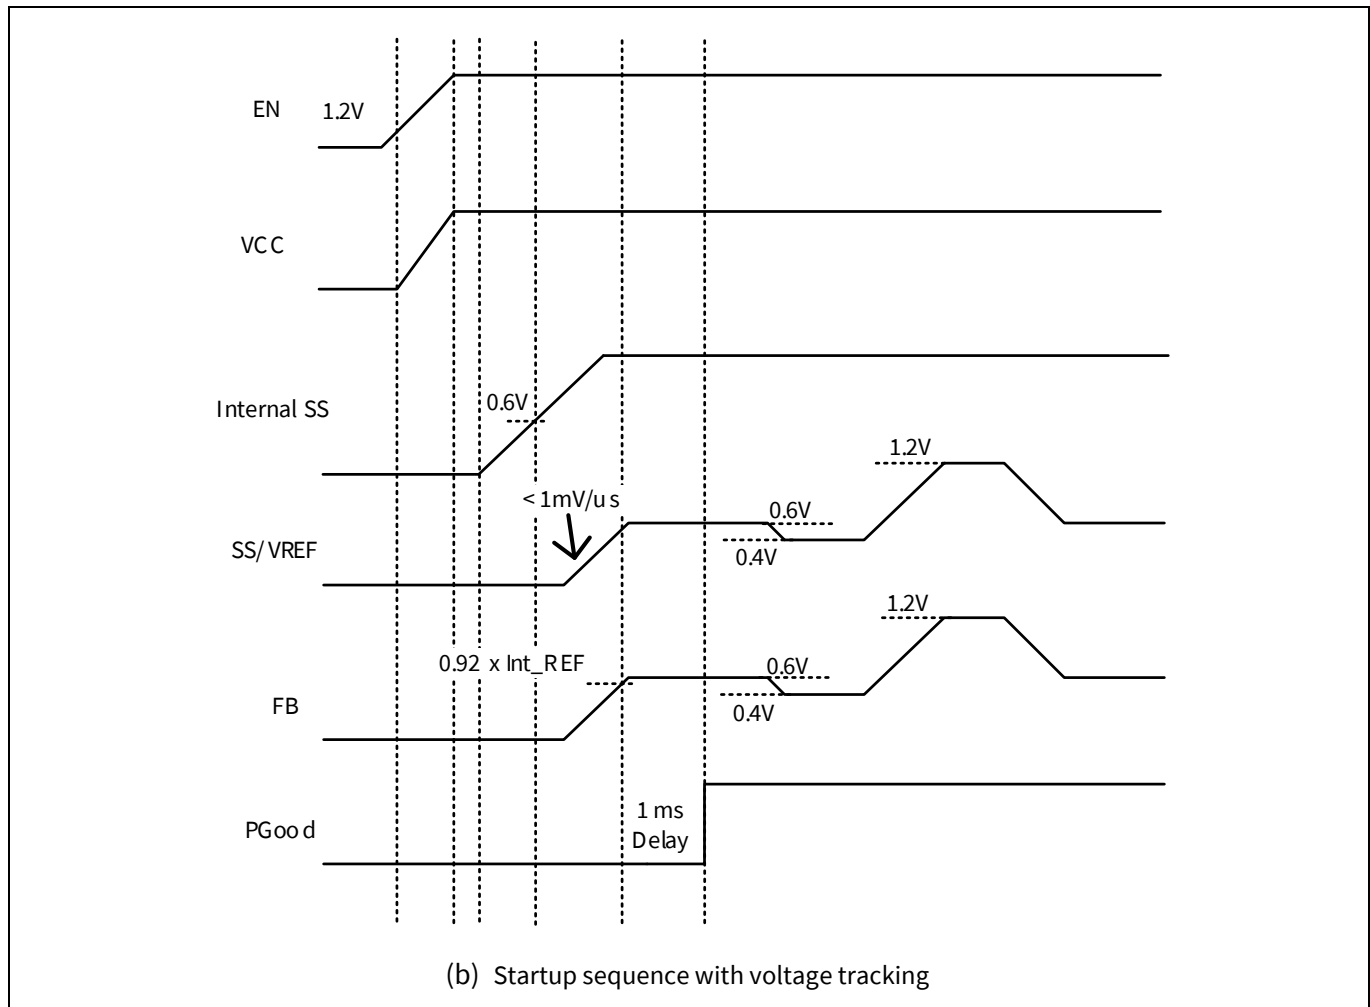 EN 1.2V
VCC
0.6V
Internal SS
1.2V
< 1mV/us
0.6V
SS/VREF
0.4V
1.2V
0.92 x Int_REF
0.6V
FB
0.4V
1 ms
Delay
PGood
(b) Startup sequence with voltage tracking